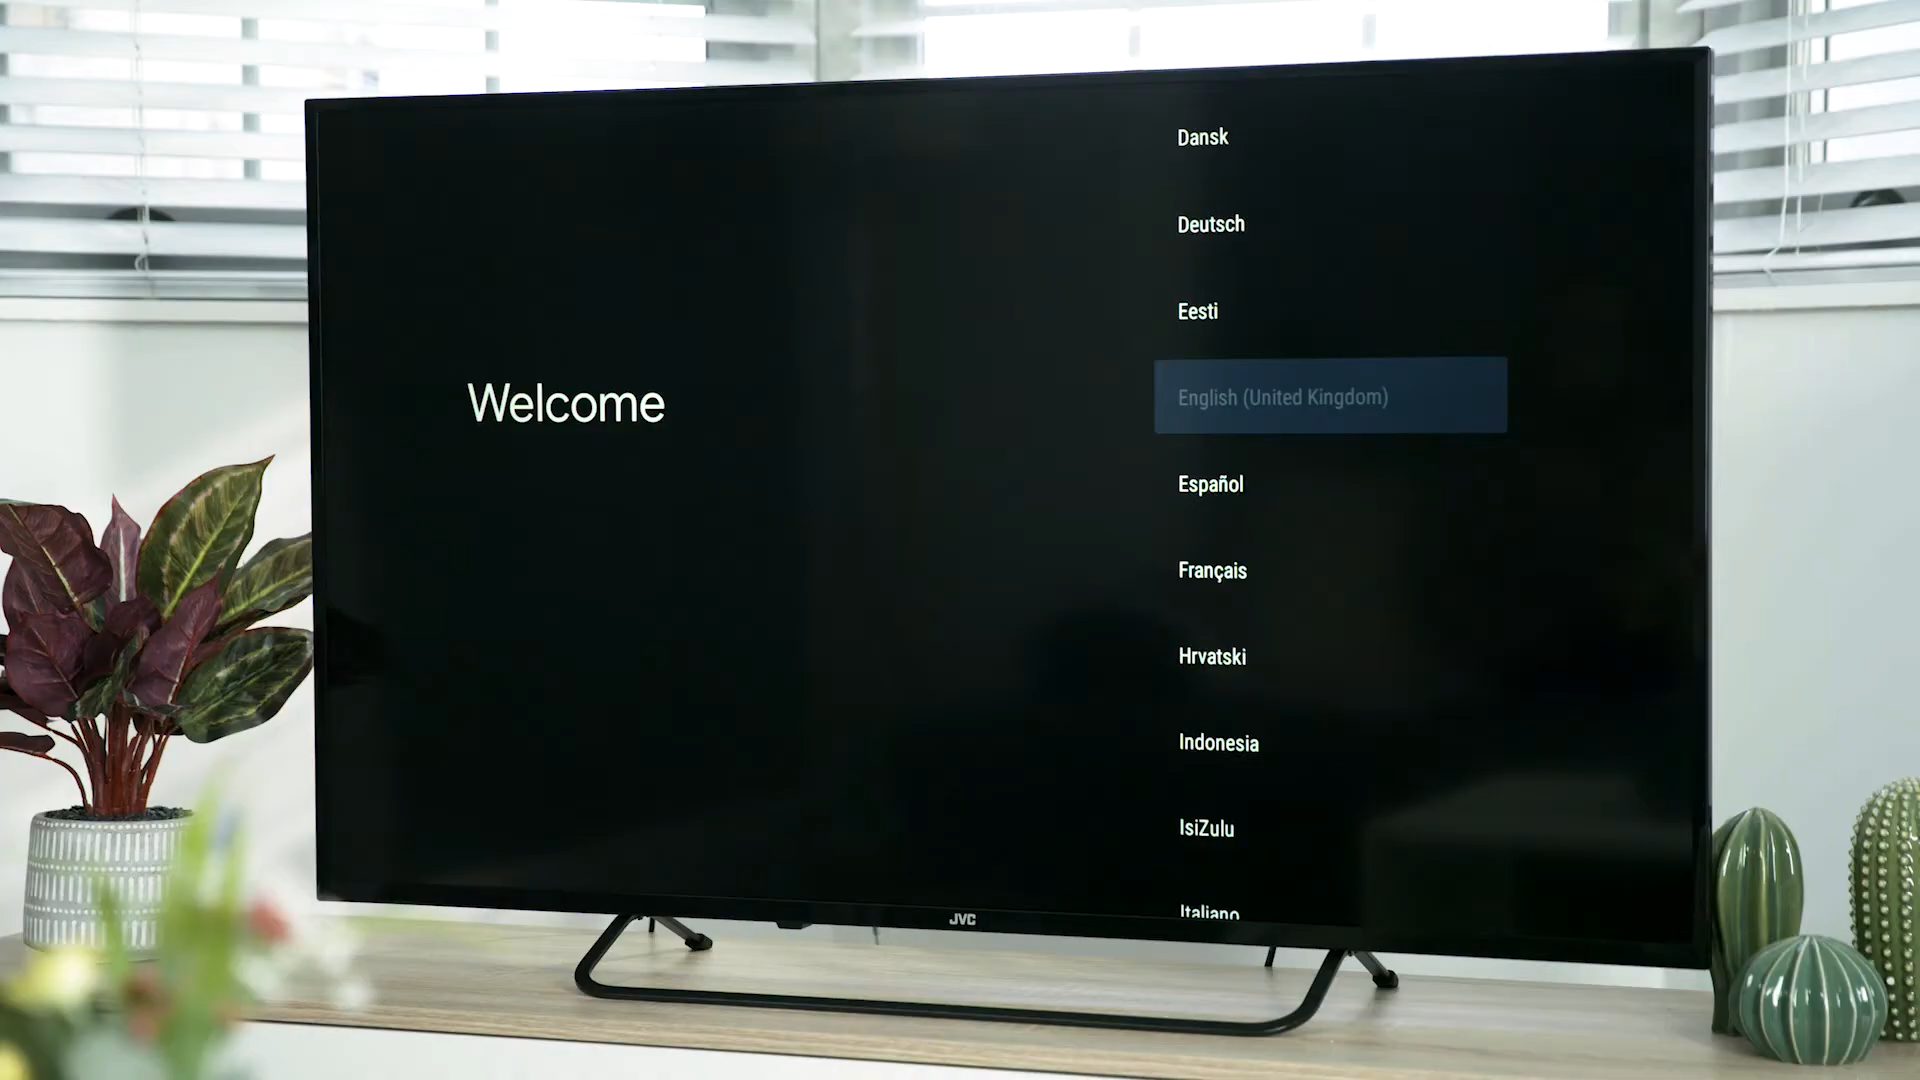 Welcome
Dansk
Deutsch
Eesti
English (United Kingdom)
Español
Français
Hrvatski
Indonesia
IsiZulu
Italiano
JVC